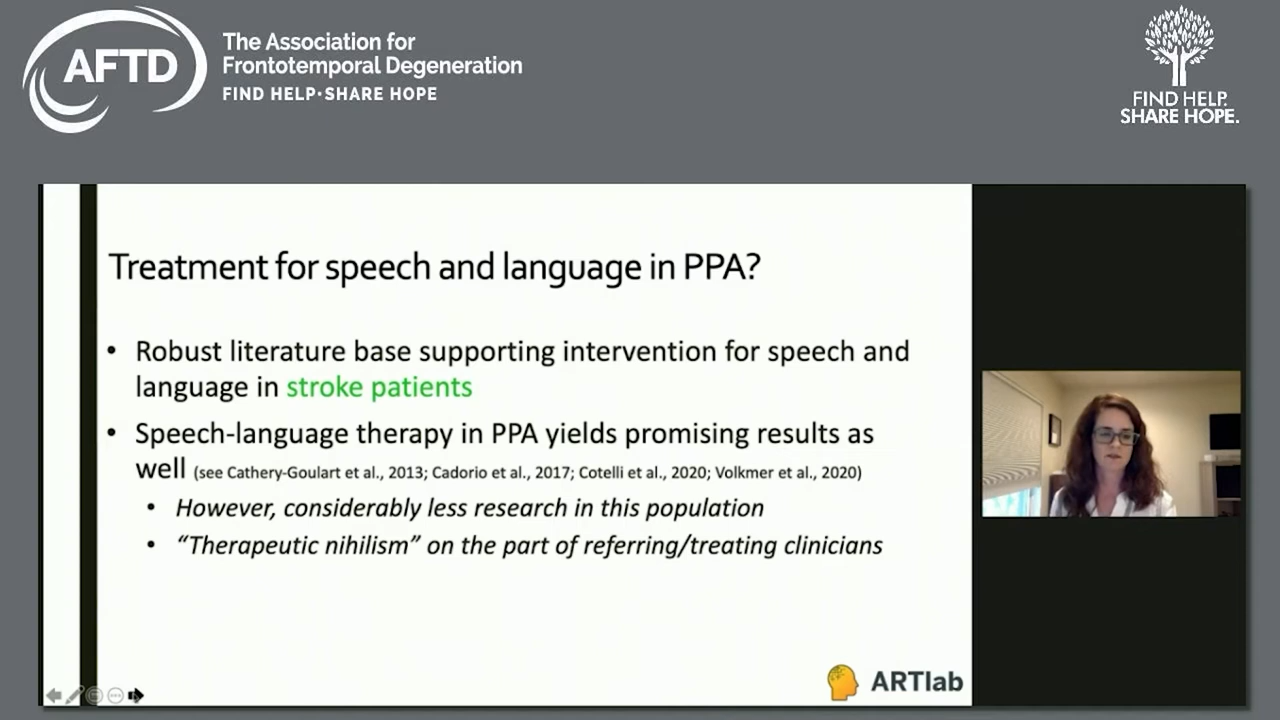 AFTD
The Association for
Frontotemporal Degeneration
FIND HELP•SHARE HOPE
FIND HELP.
SHARE HOPE.
Treatment for speech and language in PPA?
• Robust literature base supporting intervention for speech and
language in stroke patients
• Speech-language therapy in PPA yields promising results as
well (see Cathery-Goulart et al., 2013; Cadorio et al., 2017; Cotelli et al., 2020; Volkmer et al., 2020)
• However, considerably less research in this population
• “Therapeutic nihilism” on the part of referring/treating clinicians
ARTlab